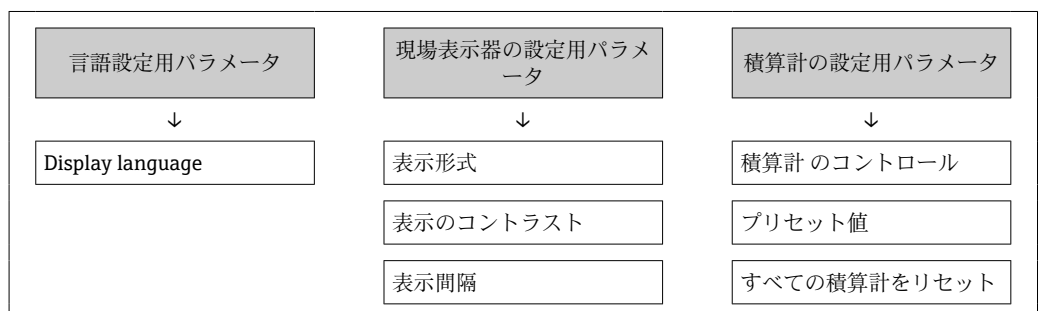 言語設定用パラメータ
↓
Display language
現場表示器の設定用パラメ
ータ
↓
表示形式
表示のコントラスト
表示間隔
積算計の設定用パラメータ
↓
積算計 のコントロール
プリセット値
すべての積算計をリセット